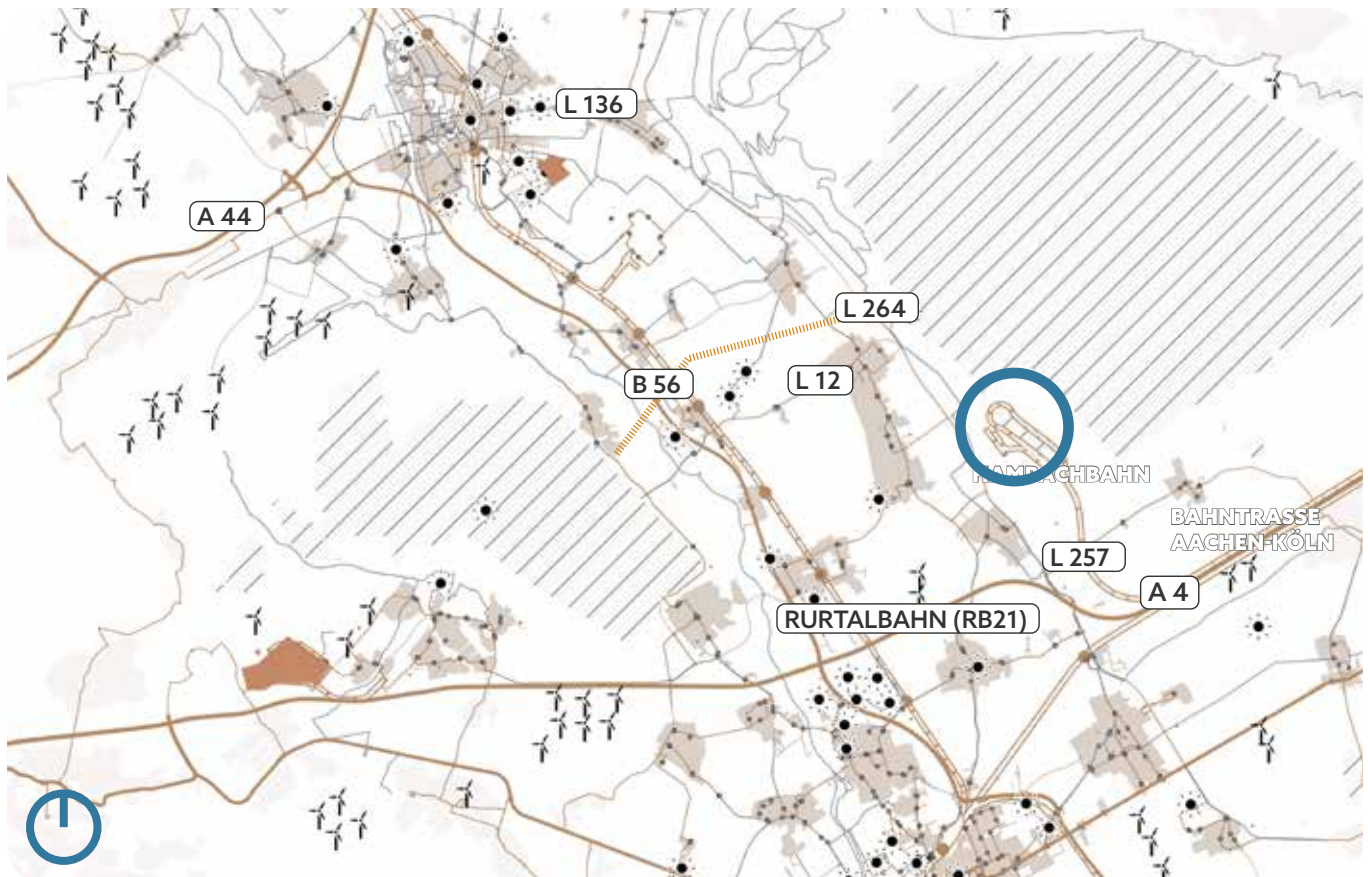 L 136
A 44
L 264
L 12
B 56
HAMBACHBAHN
BAHNTRASSE
AACHEN-KÖLN
L 257
A 4
RURTALBAHN (RB21)